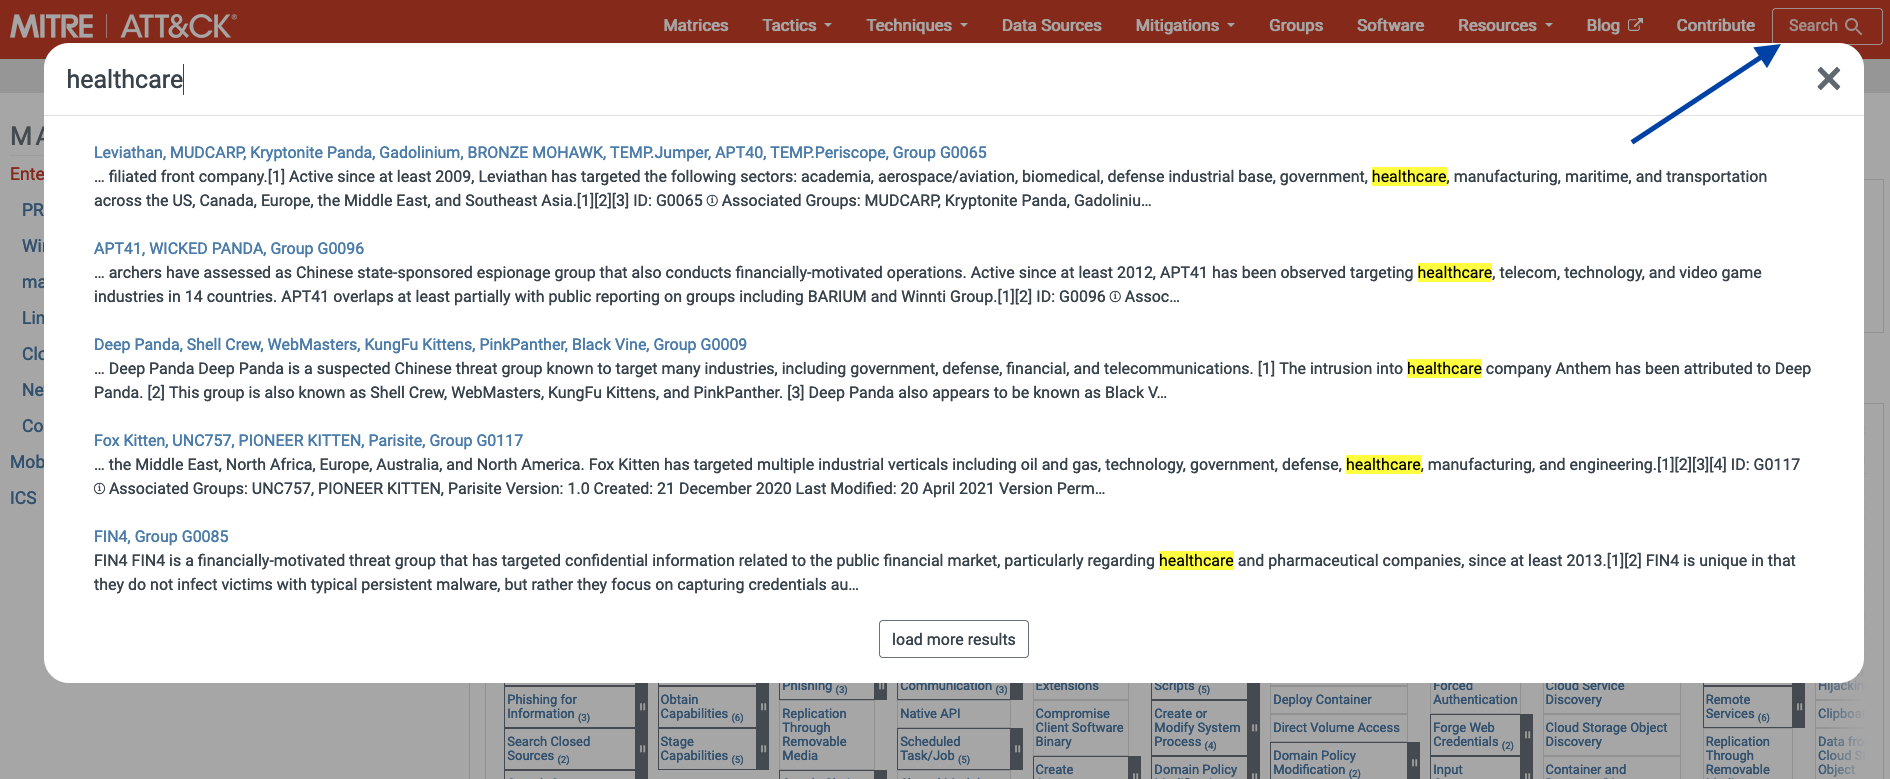 MITRE | ATT&CK®
Matrices Tactics Techniques Data Sources Mitigations Groups Software Resources Blog Contribute Search
healthcare
Leviathan, MUDCARP, Kryptonite Panda, Gadolinium, BRONZE MOHAWK, TEMP.Jumper, APT40, TEMP.Periscope, Group G0065
... filiated front company.[1] Active since at least 2009, Leviathan has targeted the following sectors: academia, aerospace/aviation, biomedical, defense industrial base, government, healthcare, manufacturing, maritime, and transportation
across the US, Canada, Europe, the Middle East, and Southeast Asia.[1][2][3] ID: G0065 ⓘ Associated Groups: MUDCARP, Kryptonite Panda, Gadoliniu...
APT41, WICKED PANDA, Group G0096
... archers have assessed as Chinese state-sponsored espionage group that also conducts financially-motivated operations. Active since at least 2012, APT41 has been observed targeting healthcare, telecom, technology, and video game
industries in 14 countries. APT41 overlaps at least partially with public reporting on groups including BARIUM and Winnti Group.[1][2] ID: G0096 ⓘ Assoc...
Deep Panda, Shell Crew, WebMasters, KungFu Kittens, PinkPanther, Black Vine, Group G0009
... Deep Panda Deep Panda is a suspected Chinese threat group known to target many industries, including government, defense, financial, and telecommunications. [1] The intrusion into healthcare company Anthem has been attributed to Deep
Panda. [2] This group is also known as Shell Crew, WebMasters, KungFu Kittens, and PinkPanther. [3] Deep Panda also appears to be known as Black V...
Fox Kitten, UNC757, PIONEER KITTEN, Parisite, Group G0117
... the Middle East, North Africa, Europe, Australia, and North America. Fox Kitten has targeted multiple industrial verticals including oil and gas, technology, government, defense, healthcare, manufacturing, and engineering.[1][2][3][4] ID: G0117
ⓘ Associated Groups: UNC757, PIONEER KITTEN, Parisite Version: 1.0 Created: 21 December 2020 Last Modified: 20 April 2021 Version Perm...
FIN4, Group G0085
FIN4 FIN4 is a financially-motivated threat group that has targeted confidential information related to the public financial market, particularly regarding healthcare and pharmaceutical companies, since at least 2013.[1][2] FIN4 is unique in that
they do not infect victims with typical persistent malware, but rather they focus on capturing credentials au...
load more results
MA
Ente
PR
Win
ma
Lin
Clo
Ne
Co
Mob
ICS
Phishing for
Information (3)
Search Closed
Sources (2)
Obtain
Capabilities (6)
Stage
Capabilities (5)
Phishing (3)
Replication
Through
Removable
Media
Communication (3)
Native API
Scheduled
Task/Job (5)
Extensions
Compromise
Client Software
Binary
Create
Scripts (5)
Create or
Modify System
Process (4)
Domain Policy
Deploy Container
Direct Volume Access
Domain Policy
Modification (2)
Forced
Authentication
Forge Web
Credentials (2)
Input
Cloud Service
Discovery
Cloud Storage Object
Discovery
Container and
Remote
Services (6)
Replication
Through
Removable
Hijackin
Clipboa
Data fro
Cloud S
Object